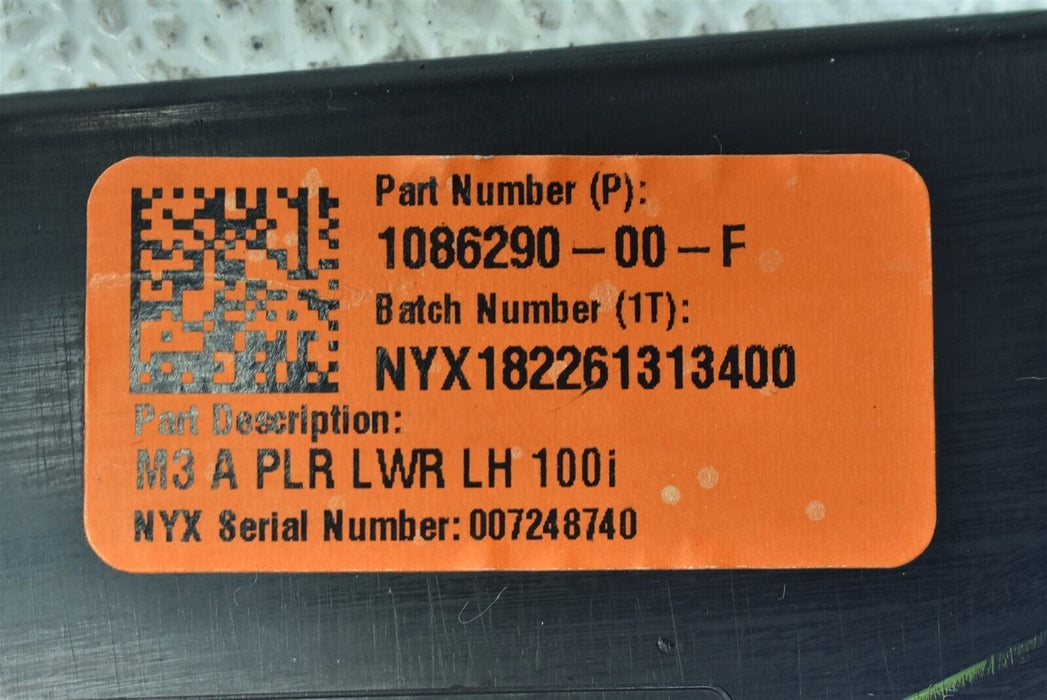 Part Number (P):
1086290-00-F
Batch Number (1T):
NYX182261313400
Part Description:
M3 A PLR LWR LH 100i
NYX Serial Number: 007248740